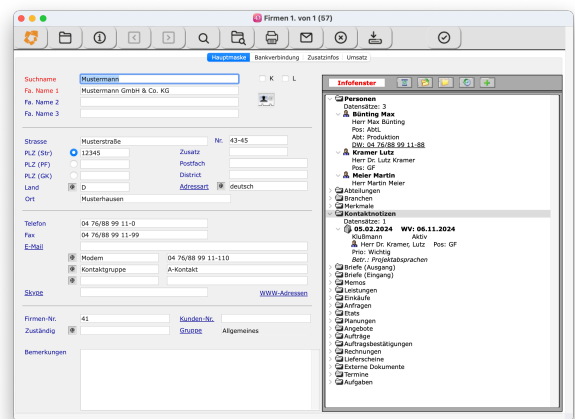 Firmen 1. von 1 (57)
Hauptmaske Bankverbindung Zusatzinfos Umsatz
Suchname Mustermann K L
Fa. Name 1 Mustermann GmbH & Co. KG
Fa. Name 2
Fa. Name 3
Strasse Musterstraße Nr. 43-45
PLZ (Str) 12345 Zusatz
PLZ (PF) Postfach
PLZ (GK) District
Land D Adressart deutsch
Ort Musterhausen
Telefon 04 76/88 99 11-0
Fax 04 76/88 99 11-99
E-Mail
Modem 04 76/88 99 11-110
Kontaktgruppe A-Kontakt
Skype WWW-Adressen
Firmen-Nr. 41 Kunden-Nr.
Zuständig Gruppe Allgemeines
Bemerkungen
Infofenster
Personen
Datensätze: 3
Bünting Max
Herr Max Bünting
Pos: AbtL
Abt: Produktion
DW: 04 76/88 99 11-88
Kramer Lutz
Herr Dr. Lutz Kramer
Pos: GF
Meier Martin
Herr Martin Meier
Abteilungen
Branchen
Merkmale
Kontaktnotizen
Datensätze: 1
05.02.2024 WV: 06.11.2024
Klußmann Aktiv
Herr Dr. Kramer, Lutz Pos: GF
Prio: Wichtig
Betr.: Projektabsprachen
Briefe (Ausgang)
Briefe (Eingang)
Memos
Leistungen
Einkäufe
Anfragen
Etats
Planungen
Angebote
Aufträge
Auftragsbestätigungen
Rechnungen
Lieferscheine
Externe Dokumente
Termine
Aufgaben